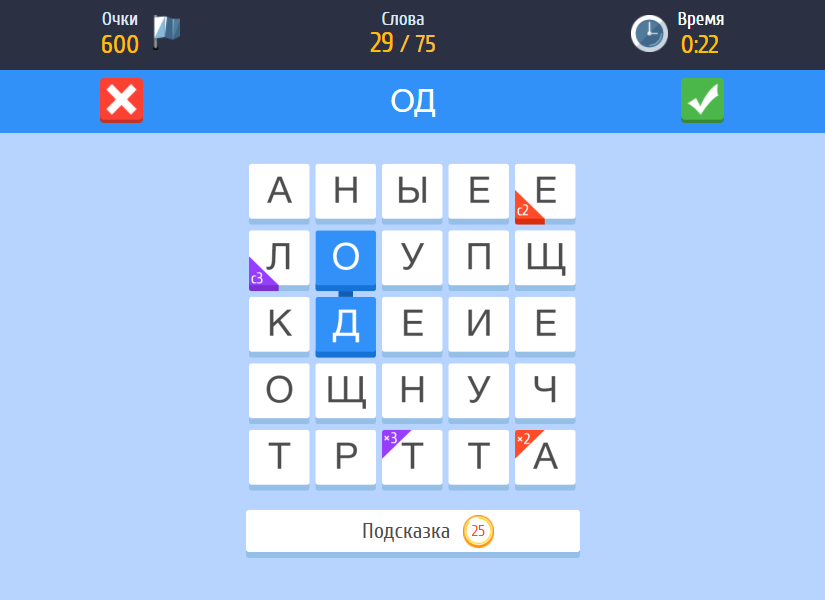 Очки Слова Время
600 29 / 75 0:22
ОД
А Н Ы Е Е
с2
Л О У П Щ
с3
К Д Е И Е
О Щ Н У Ч
×3 ×2
Т Р Т Т А
Подсказка 25